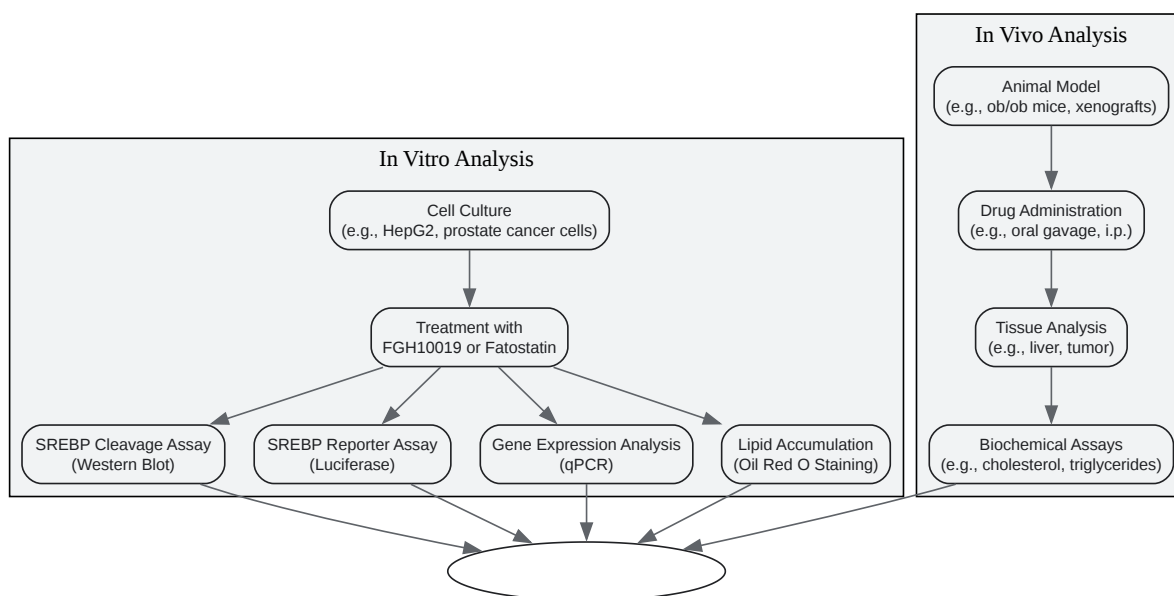 In Vivo Analysis
Animal Model
(e.g., ob/ob mice, xenografts)
In Vitro Analysis
Cell Culture
(e.g., HepG2, prostate cancer cells)
Drug Administration
(e.g., oral gavage, i.p.)
Treatment with
FGH10019 or Fatostatin
Tissue Analysis
(e.g., liver, tumor)
SREBP Cleavage Assay
(Western Blot)
SREBP Reporter Assay
(Luciferase)
Gene Expression Analysis
(qPCR)
Lipid Accumulation
(Oil Red O Staining)
Biochemical Assays
(e.g., cholesterol, triglycerides)